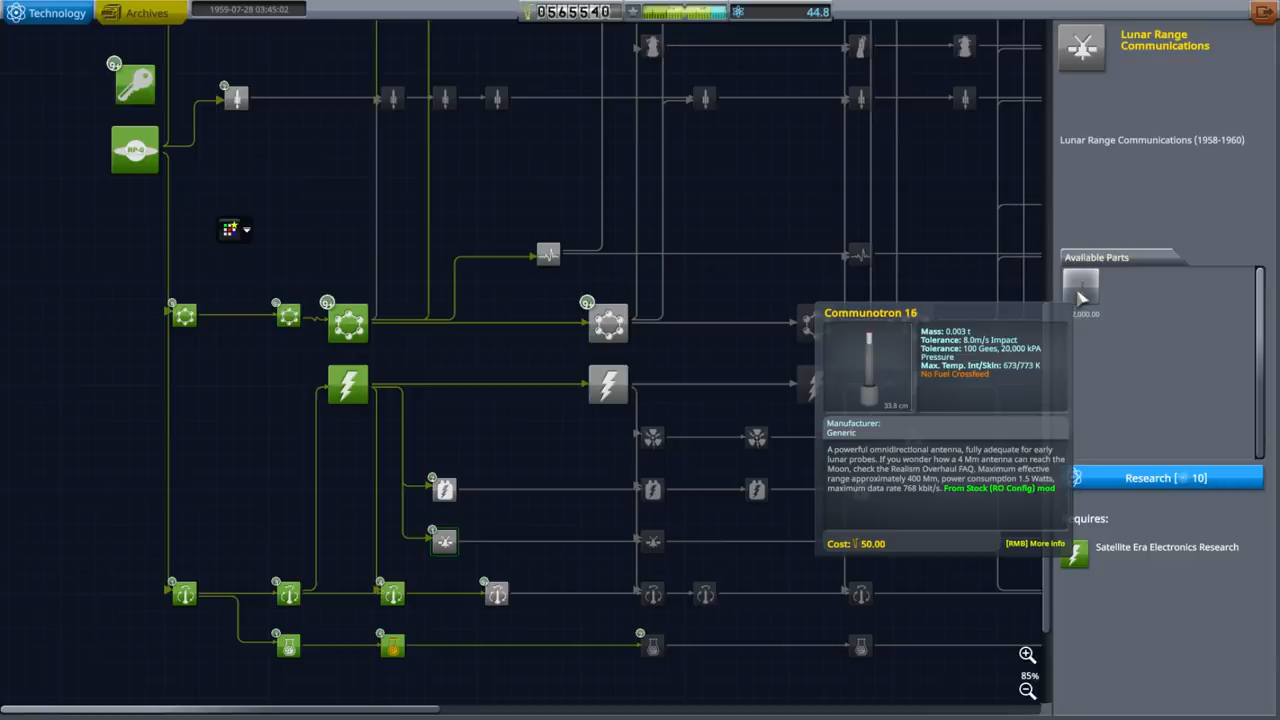 Technology
Archives
1959-07-28 03:45:02
0565540
44.8
Lunar Range
Communications
RP-0
Lunar Range Communications (1958-1960)
Available Parts
Communotron 16
Mass: 0.003 t
Tolerance: 8.0m/s Impact
Tolerance: 100 Gees, 20,000 kPA
Pressure
Max. Temp. Int/Skin: 673/773 K
No Fuel Crossfeed
33.8 cm
Manufacturer:
Generic
A powerful omnidirectional antenna, fully adequate for early
lunar probes. If you wonder how a 4 Mm antenna can reach the
Moon, check the Realism Overhaul FAQ. Maximum effective
range approximately 400 Mm, power consumption 1.5 Watts,
maximum data rate 768 kbit/s. From Stock (RO Config) mod
Cost: 50.00
[RMB] More Info
Research [ 10]
Satellite Era Electronics Research
85%